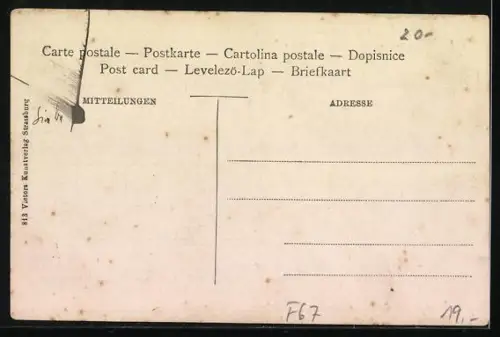 20-
Carte postale — Postkarte — Cartolina postale — Dopisnice
Post card — Levelező-Lap — Briefkaart
MITTEILUNGEN
ADRESSE
813 Viktors Kunstverlag Strassburg
F67
19,-